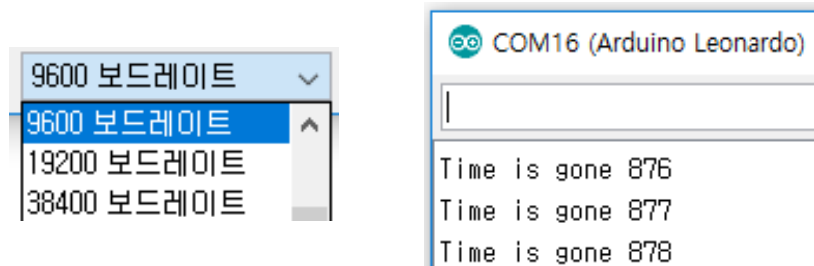 9600 보드레이트
9600 보드레이트
19200 보드레이트
38400 보드레이트
COM16 (Arduino Leonardo)
Time is gone 876
Time is gone 877
Time is gone 878